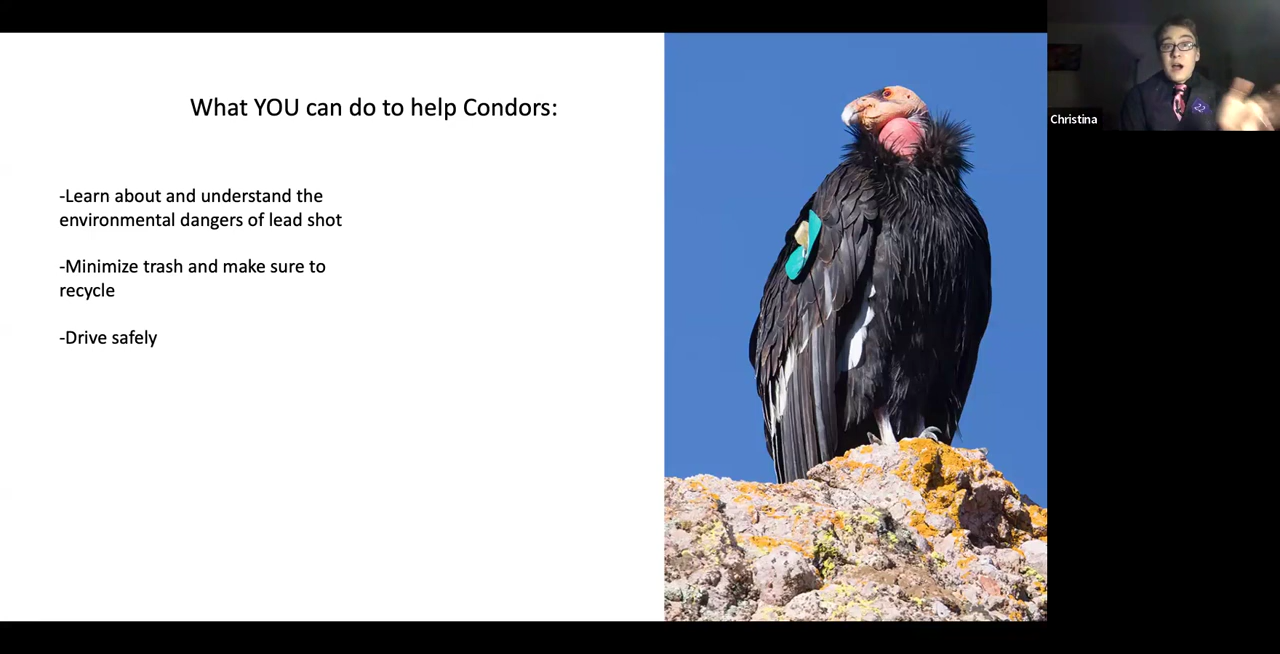 What YOU can do to help Condors:
-Learn about and understand the
environmental dangers of lead shot
-Minimize trash and make sure to
recycle
-Drive safely
Christina